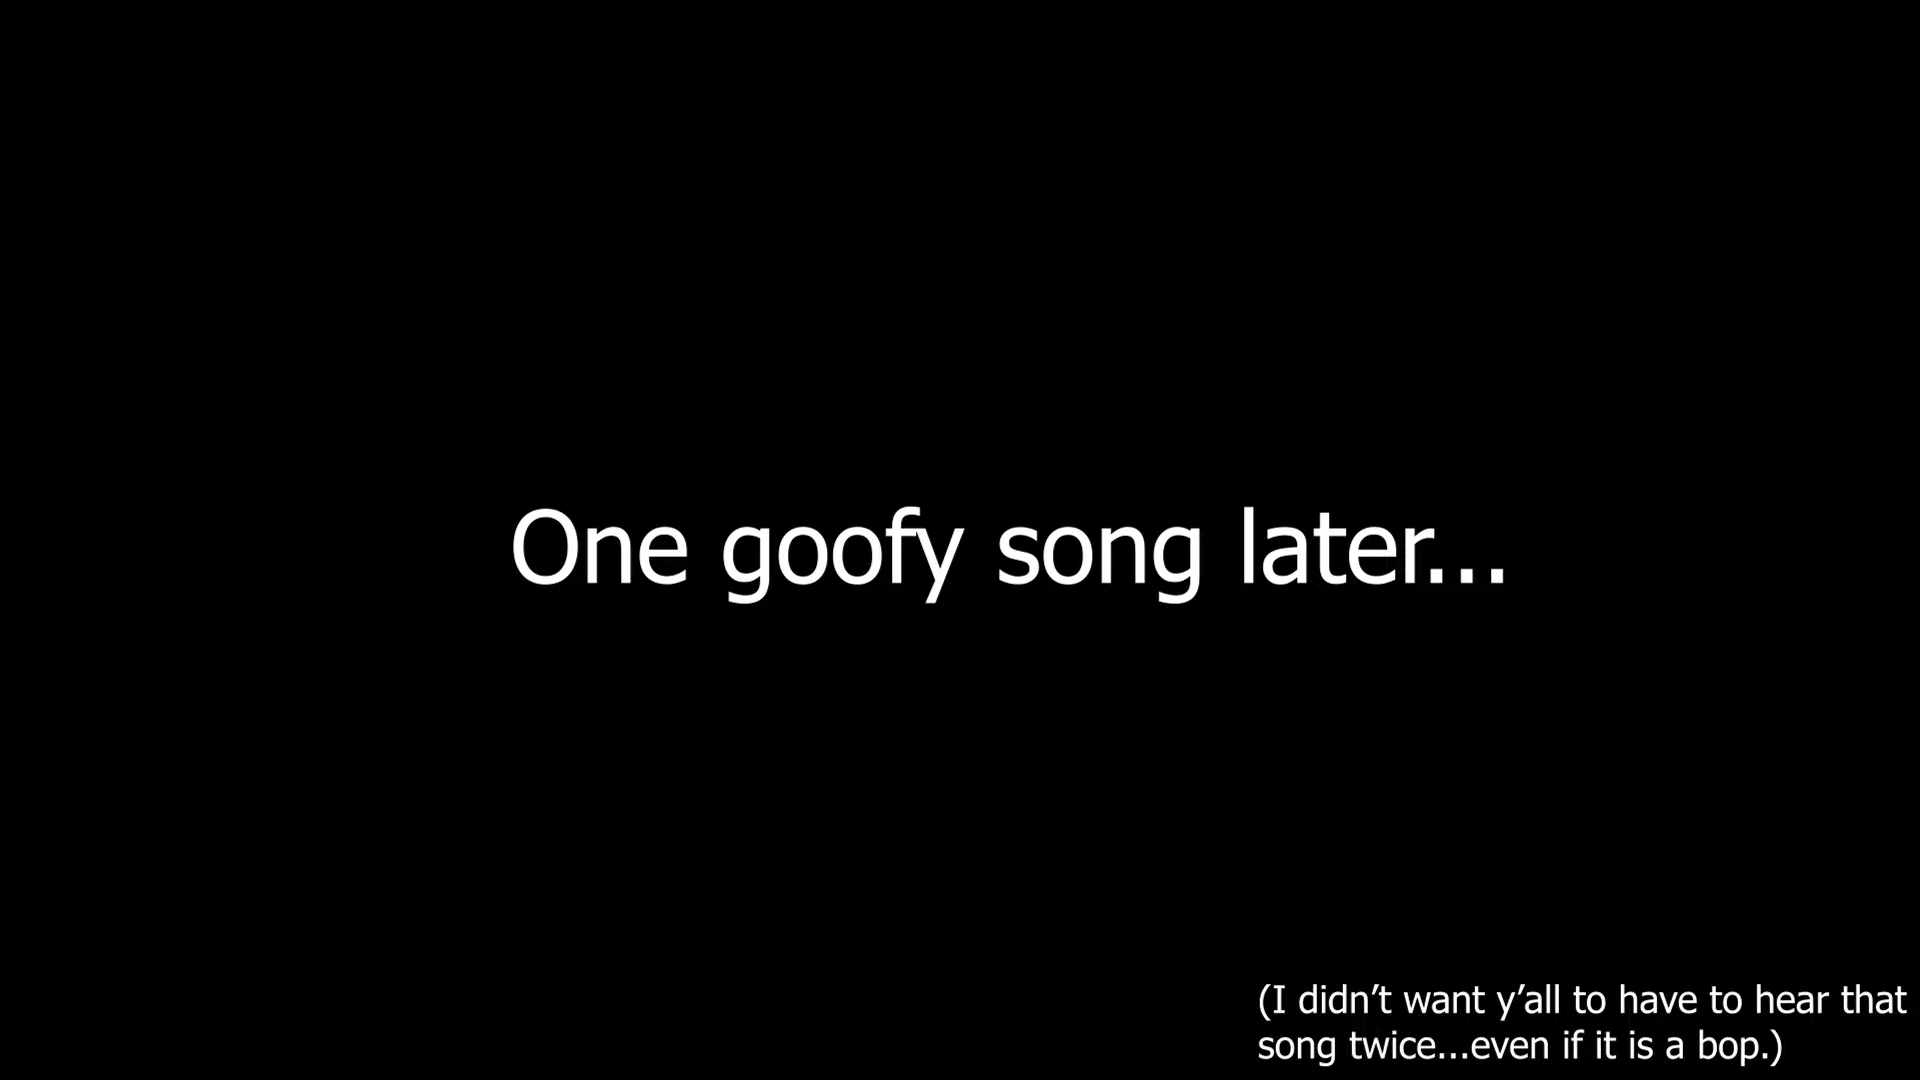 One goofy song later...
(I didn’t want y’all to have to hear that
song twice...even if it is a bop.)